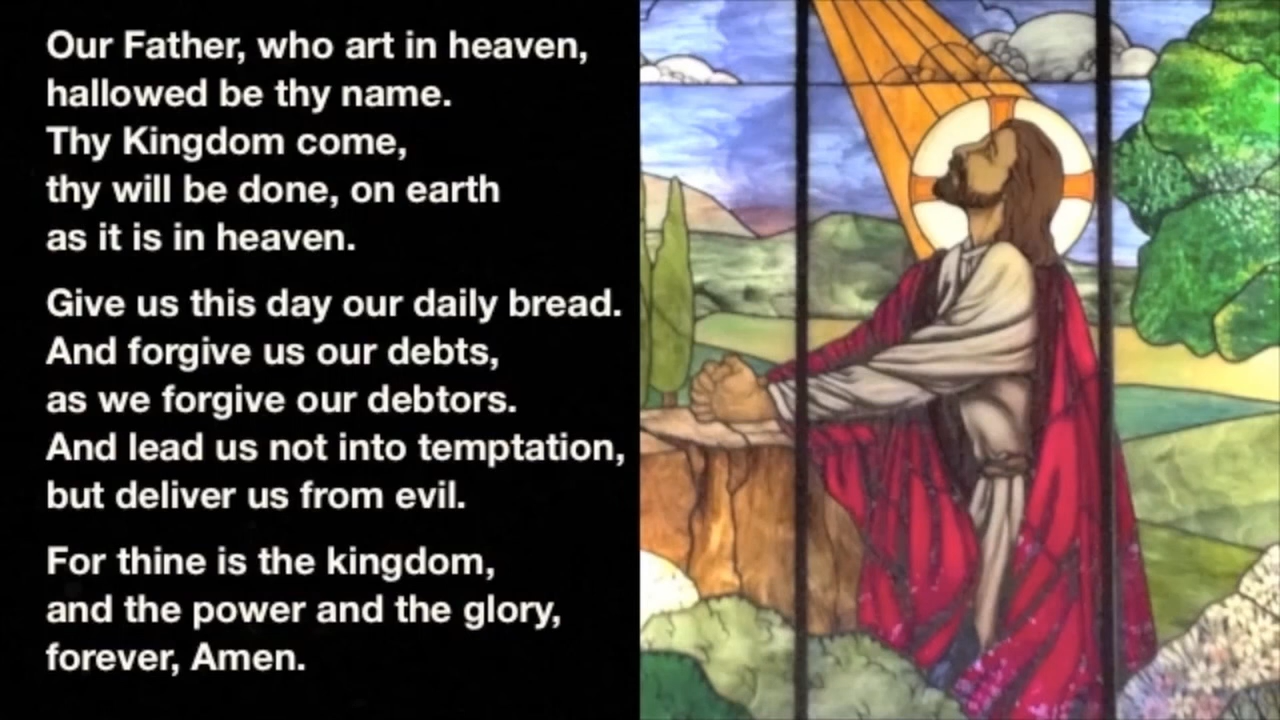 Our Father, who art in heaven,
hallowed be thy name.
Thy Kingdom come,
thy will be done, on earth
as it is in heaven.
Give us this day our daily bread.
And forgive us our debts,
as we forgive our debtors.
And lead us not into temptation,
but deliver us from evil.
For thine is the kingdom,
and the power and the glory,
forever, Amen.